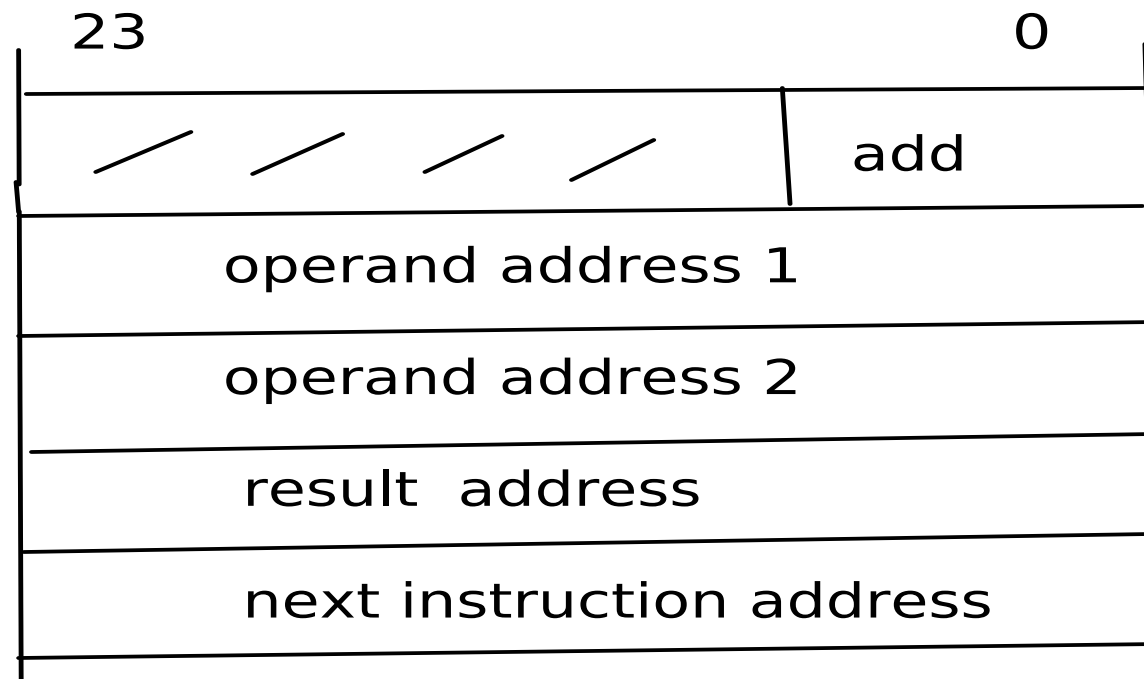 23 0
add
operand address 1
operand address 2
result address
next instruction address